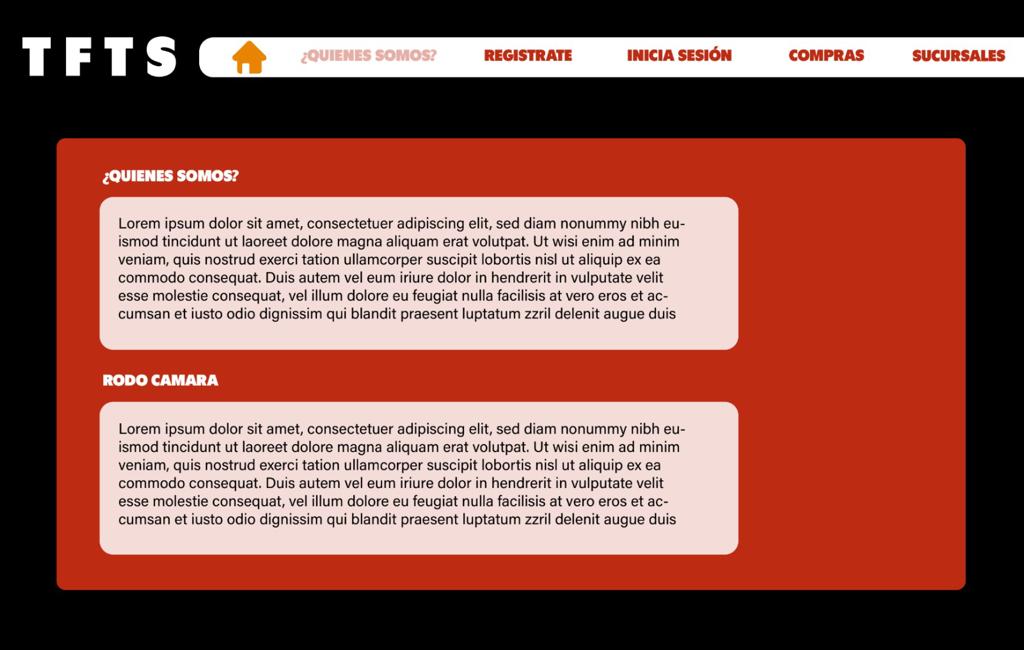 TFTS
¿QUIENES SOMOS?
REGISTRATE
INICIA SESIÓN
COMPRAS
SUCURSALES
¿QUIENES SOMOS?
Lorem ipsum dolor sit amet, consectetuer adipiscing elit, sed diam nonummy nibh eu-
ismod tincidunt ut laoreet dolore magna aliquam erat volutpat. Ut wisi enim ad minim
veniam, quis nostrud exerci tation ullamcorper suscipit lobortis nisl ut aliquip ex ea
commodo consequat. Duis autem vel eum iriure dolor in hendrerit in vulputate velit
esse molestie consequat, vel illum dolore eu feugiat nulla facilisis at vero eros et ac-
cumsan et iusto odio dignissim qui blandit praesent luptatum zzril delenit augue duis
RODO CAMARA
Lorem ipsum dolor sit amet, consectetuer adipiscing elit, sed diam nonummy nibh eu-
ismod tincidunt ut laoreet dolore magna aliquam erat volutpat. Ut wisi enim ad minim
veniam, quis nostrud exerci tation ullamcorper suscipit lobortis nisl ut aliquip ex ea
commodo consequat. Duis autem vel eum iriure dolor in hendrerit in vulputate velit
esse molestie consequat, vel illum dolore eu feugiat nulla facilisis at vero eros et ac-
cumsan et iusto odio dignissim qui blandit praesent luptatum zzril delenit augue duis